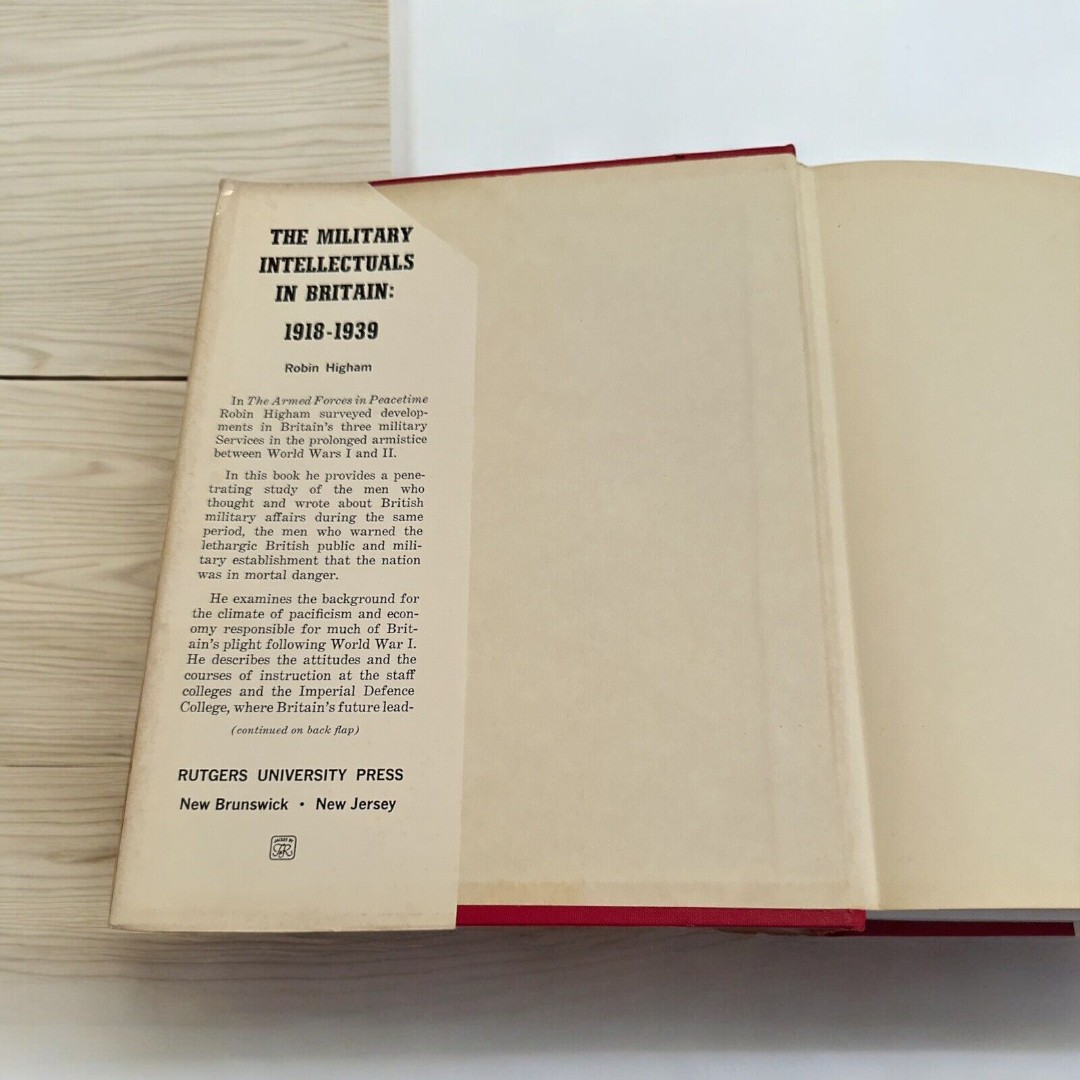 THE MILITARY
INTELLECTUALS
IN BRITAIN:
1918-1939
Robin Higham
In The Armed Forces in Peacetime
Robin Higham surveyed develop-
ments in Britain's three military
Services in the prolonged armistice
between World Wars I and II.
In this book he provides a pene-
trating study of the men who
thought and wrote about British
military affairs during the same
period, the men who warned the
lethargic British public and mili-
tary establishment that the nation
was in mortal danger.
He examines the background for
the climate of pacificism and econ-
omy responsible for much of Brit-
ain's plight following World War I.
He describes the attitudes and the
courses of instruction at the staff
colleges and the Imperial Defence
College, where Britain's future lead-
(continued on back flap)
RUTGERS UNIVERSITY PRESS
New Brunswick • New Jersey